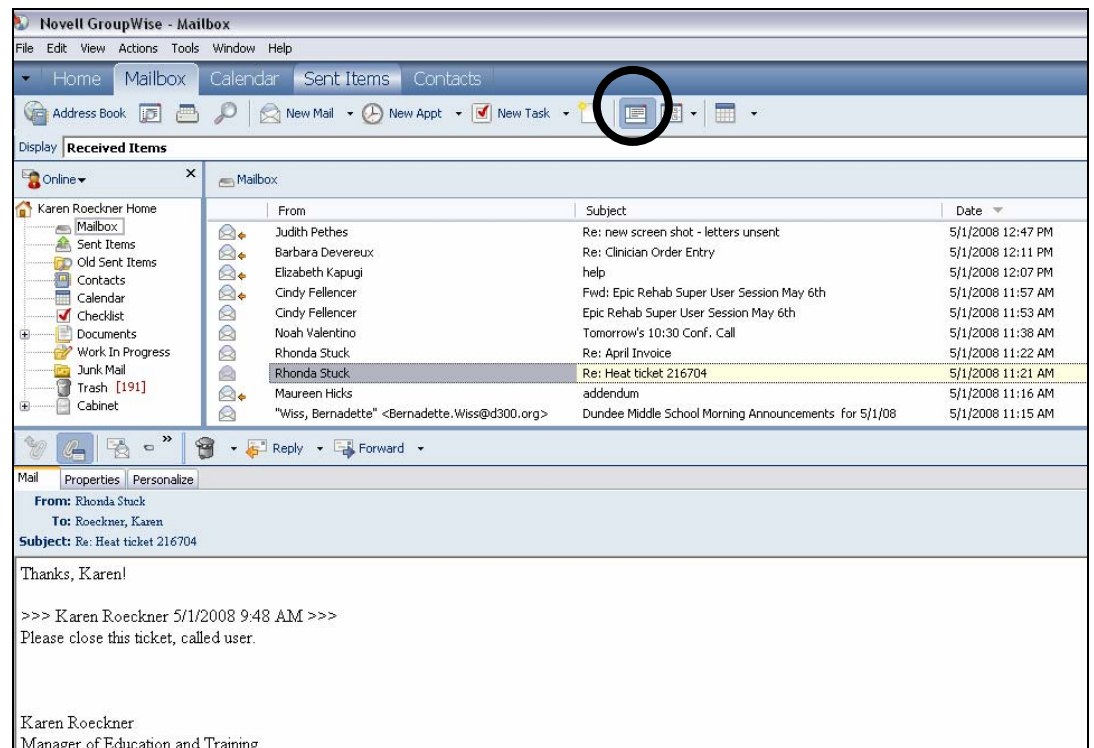 Novell GroupWise - Mailbox
File Edit View Actions Tools Window Help
Home Mailbox Calendar Sent Items Contacts
Address Book New Mail New Appt New Task
Display Received Items
Online X Mailbox
From Subject Date
Karen Roeckner Home
Mailbox
Sent Items
Old Sent Items
Contacts
Calendar
Checklist
Documents
Work In Progress
Junk Mail
Trash [191]
Cabinet
Judith Pethes Re: new screen shot - letters unsent 5/1/2008 12:47 PM
Barbara Devereux Re: Clinician Order Entry 5/1/2008 12:11 PM
Elizabeth Kapugi help 5/1/2008 12:07 PM
Cindy Fellencer Fwd: Epic Rehab Super User Session May 6th 5/1/2008 11:57 AM
Cindy Fellencer Epic Rehab Super User Session May 6th 5/1/2008 11:53 AM
Noah Valentino Tomorrow's 10:30 Conf. Call 5/1/2008 11:38 AM
Rhonda Stuck Re: April Invoice 5/1/2008 11:22 AM
Rhonda Stuck Re: Heat ticket 216704 5/1/2008 11:21 AM
Maureen Hicks addendum 5/1/2008 11:16 AM
"Wiss, Bernadette" <Bernadette.Wiss@d300.org> Dundee Middle School Morning Announcements for 5/1/08 5/1/2008 11:15 AM
» Reply Forward
Mail Properties Personalize
From: Rhonda Stuck
To: Roeckner, Karen
Subject: Re: Heat ticket 216704
Thanks, Karen!
>>> Karen Roeckner 5/1/2008 9:48 AM >>>
Please close this ticket, called user.
Karen Roeckner
Manager of Education and Training